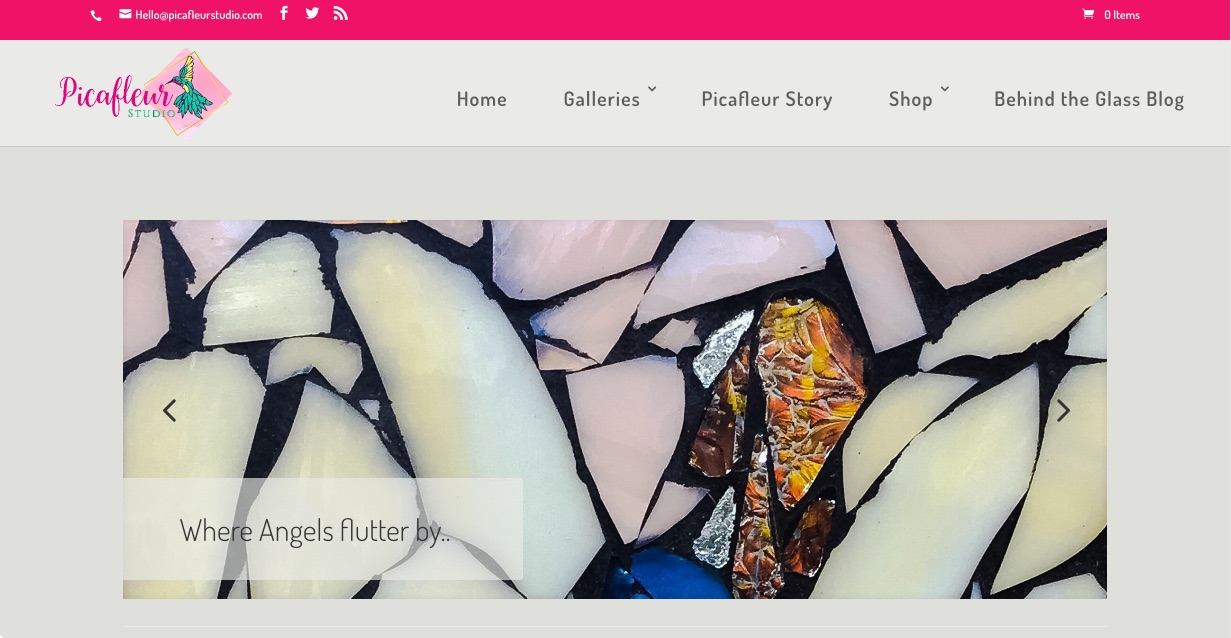 Hello@picafleurstudio.com
0 Items
Picafleur
STUDIO
Home
Galleries
Picafleur Story
Shop
Behind the Glass Blog
Where Angels flutter by..